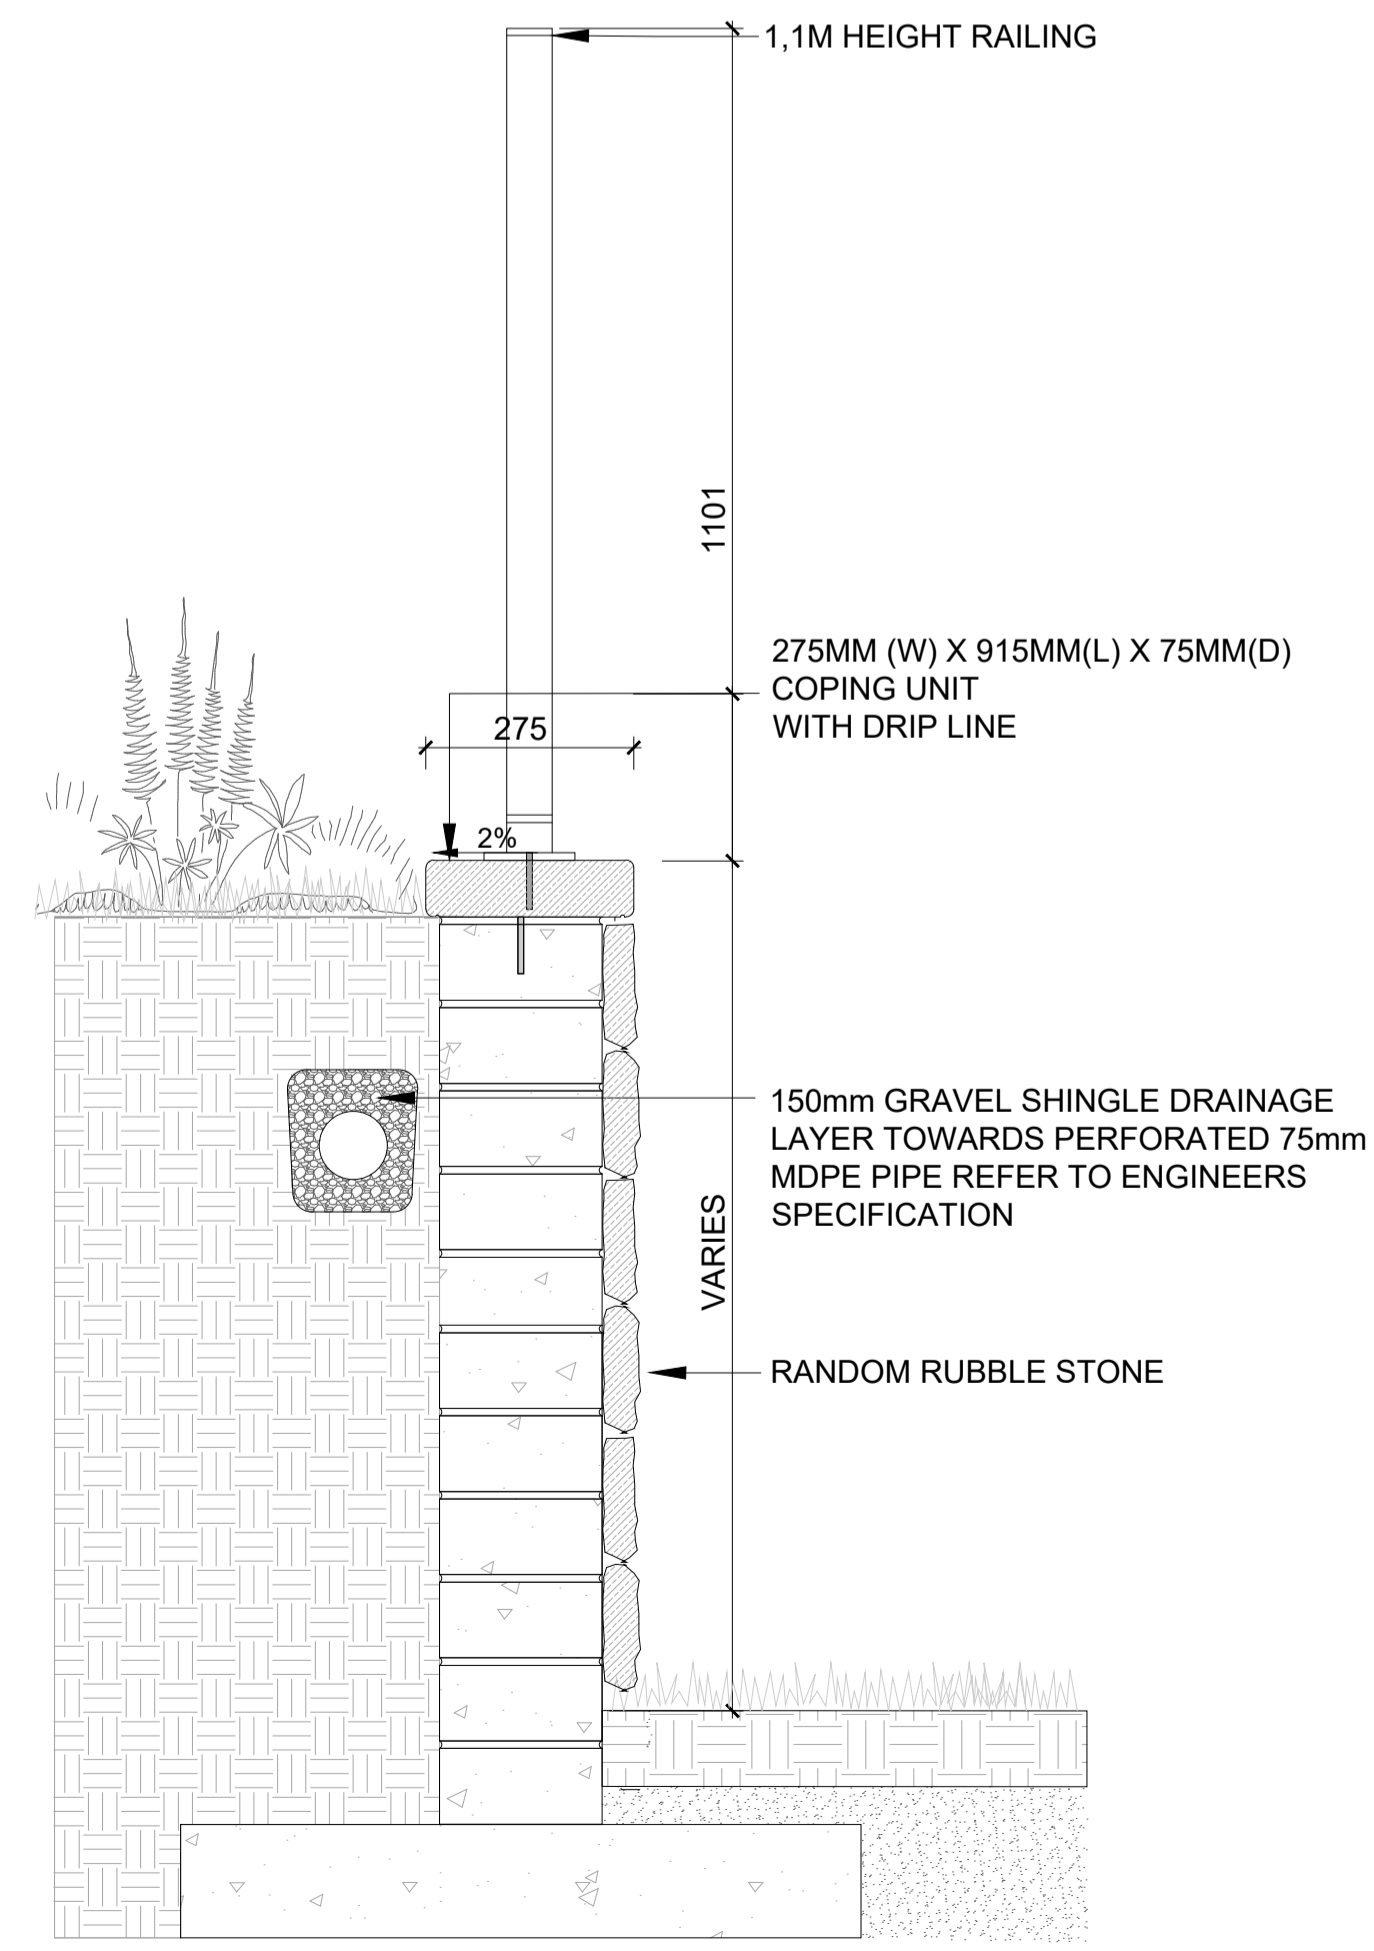 1,1M HEIGHT RAILING
1101
275MM (W) X 915MM(L) X 75MM(D)
COPING UNIT
WITH DRIP LINE
275
2%
150mm GRAVEL SHINGLE DRAINAGE
LAYER TOWARDS PERFORATED 75mm
MDPE PIPE REFER TO ENGINEERS
SPECIFICATION
VARIES
RANDOM RUBBLE STONE